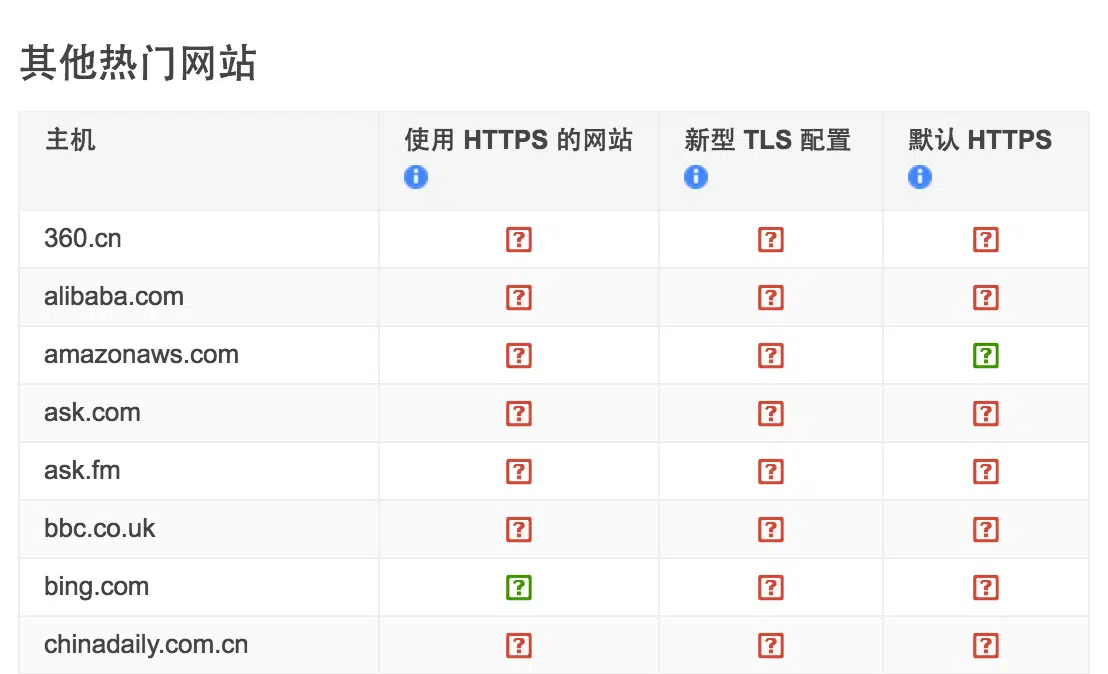 其他热门网站
主机 使用 HTTPS 的网站 新型 TLS 配置 默认 HTTPS
360.cn ? ? ?
alibaba.com ? ? ?
amazonaws.com ? ? ?
ask.com ? ? ?
ask.fm ? ? ?
bbc.co.uk ? ? ?
bing.com ? ? ?
chinadaily.com.cn ? ? ?